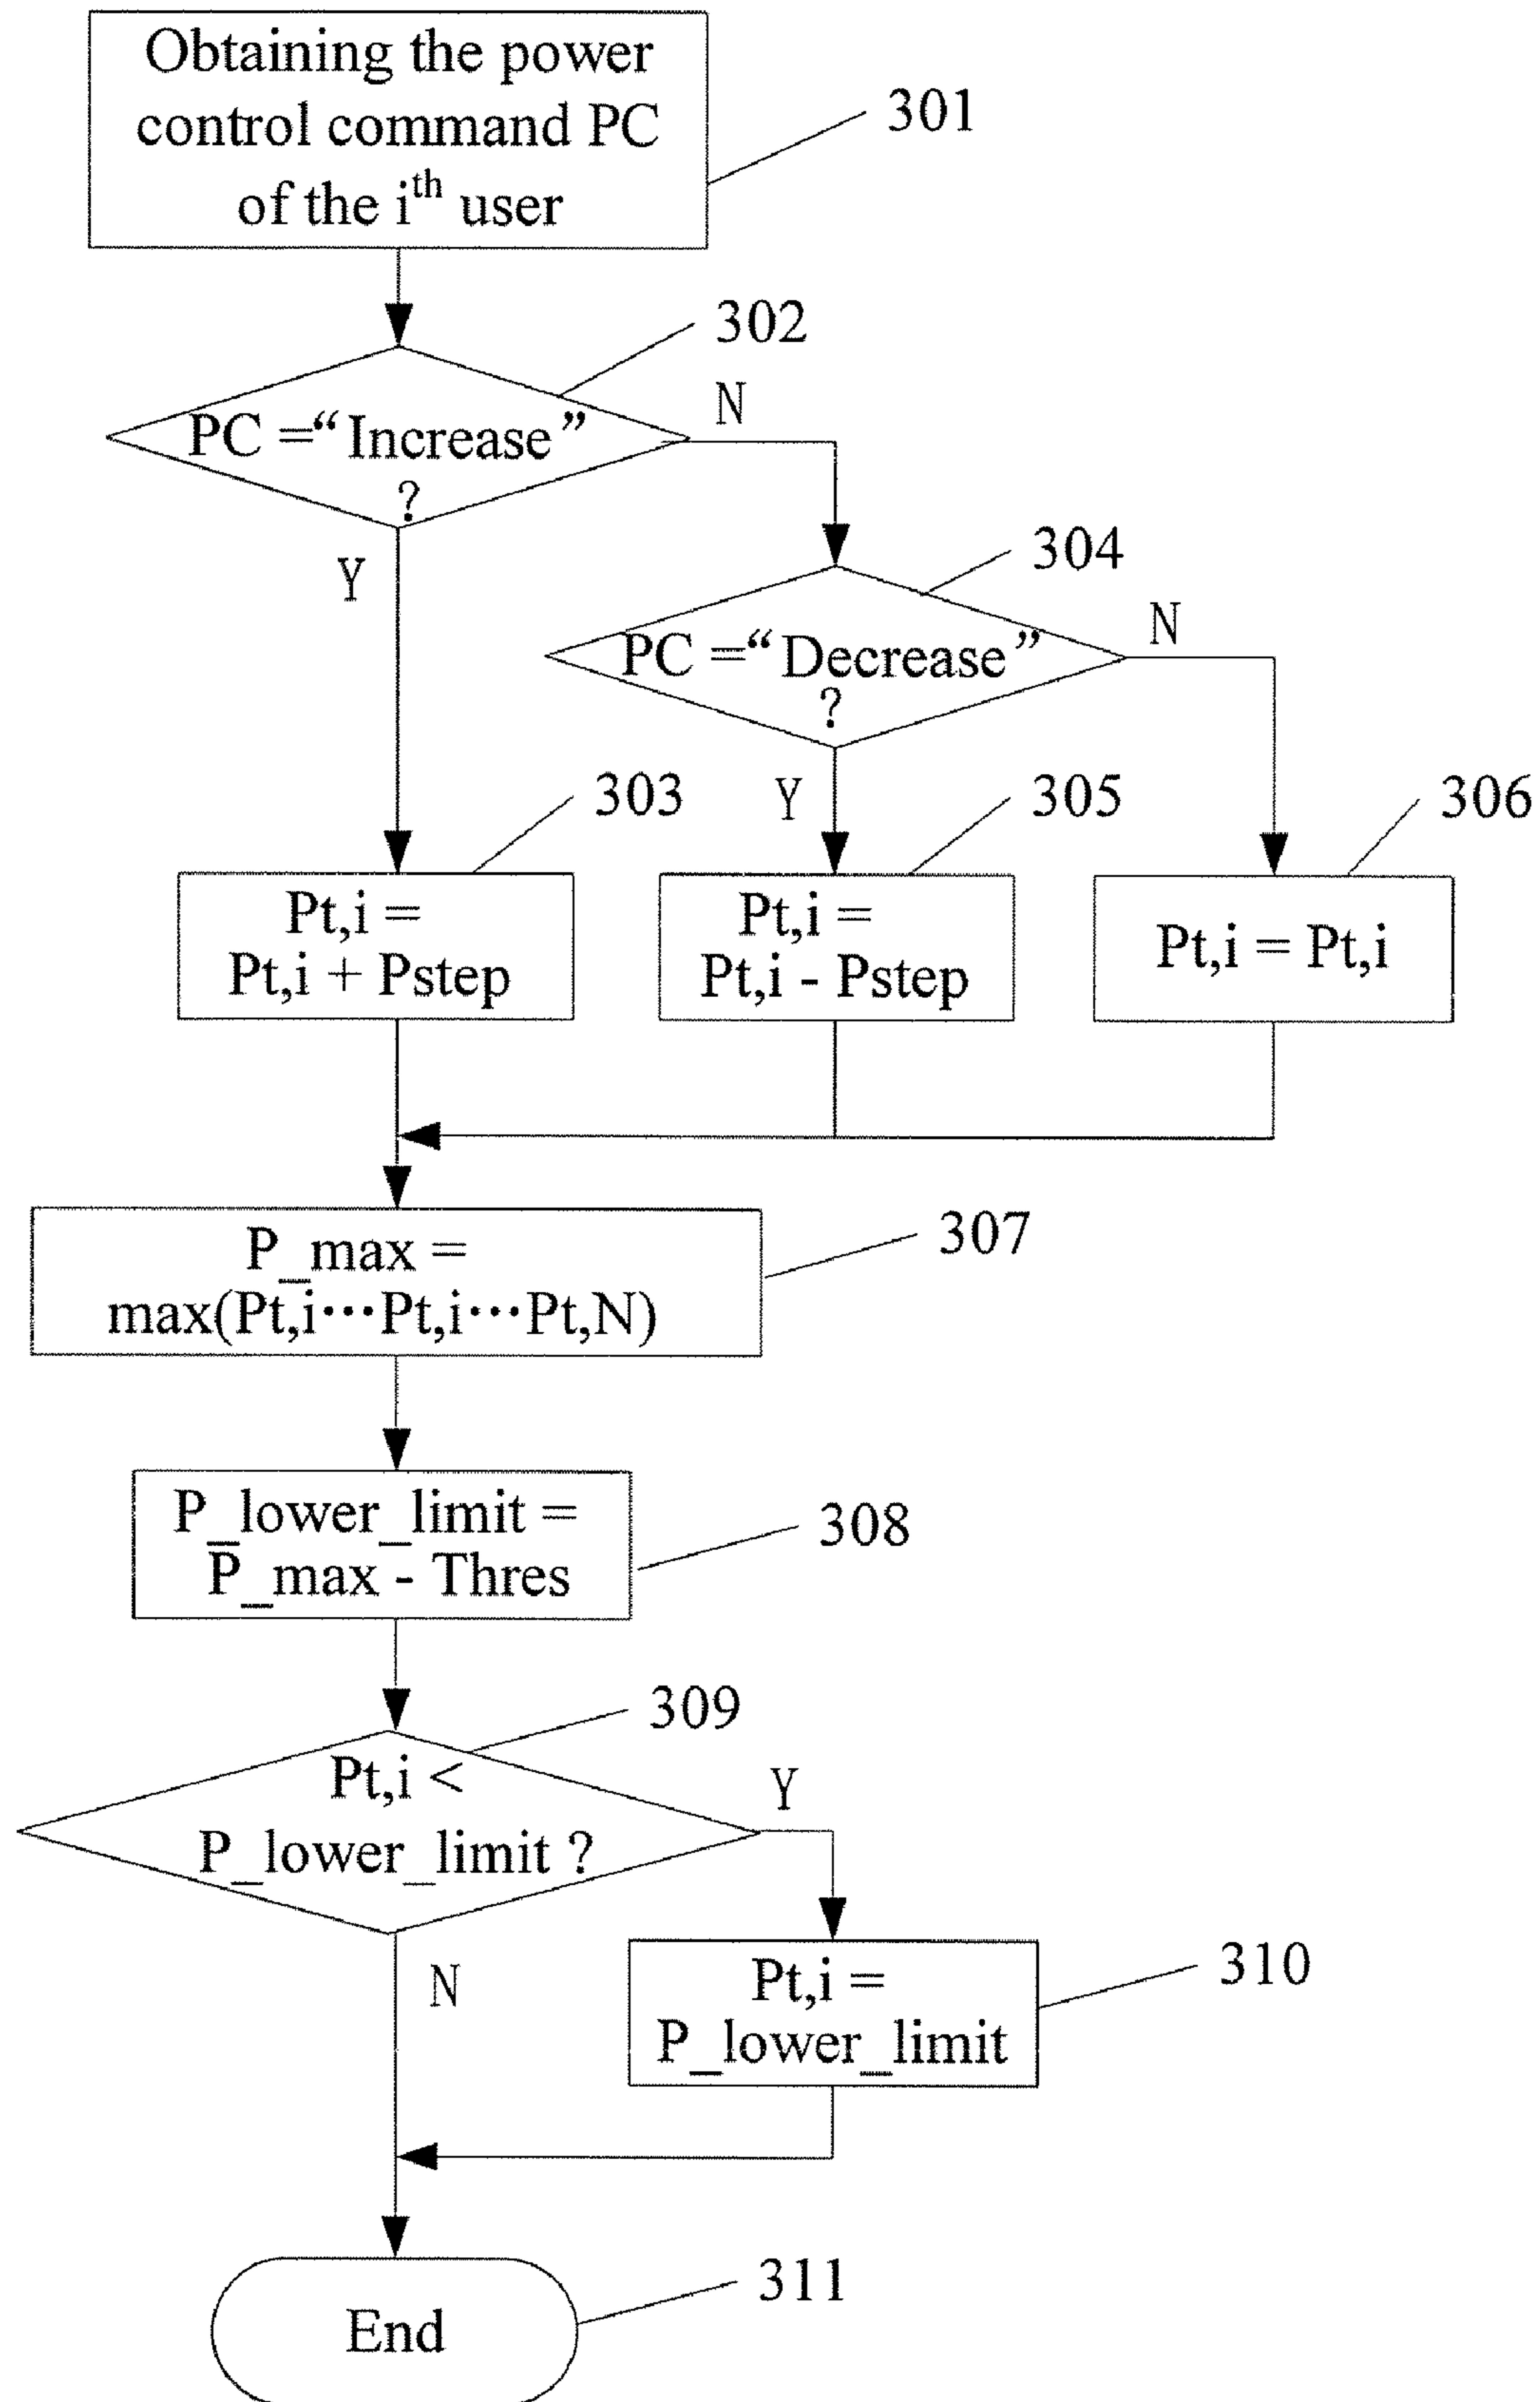 Obtaining the power
control command PC
of the ith user
301
302
PC =“Increase”
?
N
Y
304
PC =“Decrease”
?
N
Y
303
305
306
Pt,i =
Pt,i + Pstep
Pt,i =
Pt,i - Pstep
Pt,i = Pt,i
307
P_max =
max(Pt,i···Pt,i···Pt,N)
308
P_lower_limit =
P_max - Thres
309
Pt,i <
P_lower_limit ?
Y
N
310
Pt,i =
P_lower_limit
311
End